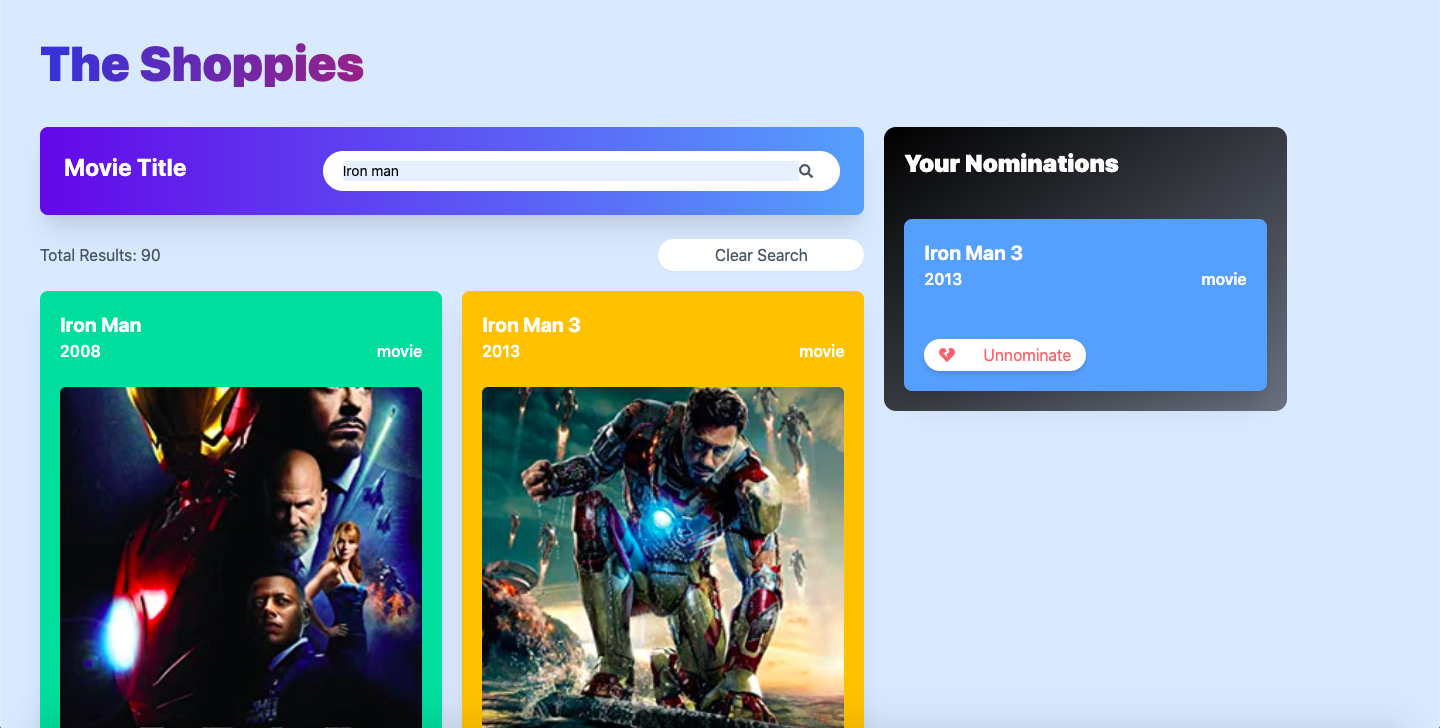 The Shoppies
Movie Title
Iron man
Total Results: 90
Clear Search
Iron Man
2008
movie
Iron Man 3
2013
movie
Your Nominations
Iron Man 3
2013
movie
Unnominate